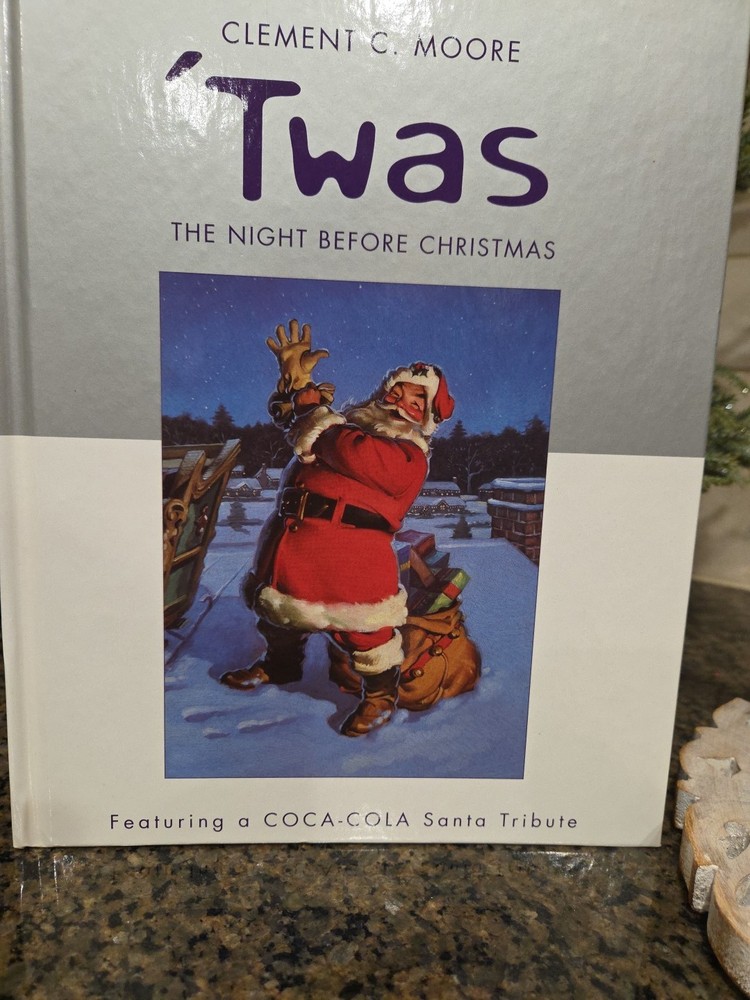 CLEMENT C. MOORE
'Twas
THE NIGHT BEFORE CHRISTMAS
Featuring a COCA-COLA Santa Tribute